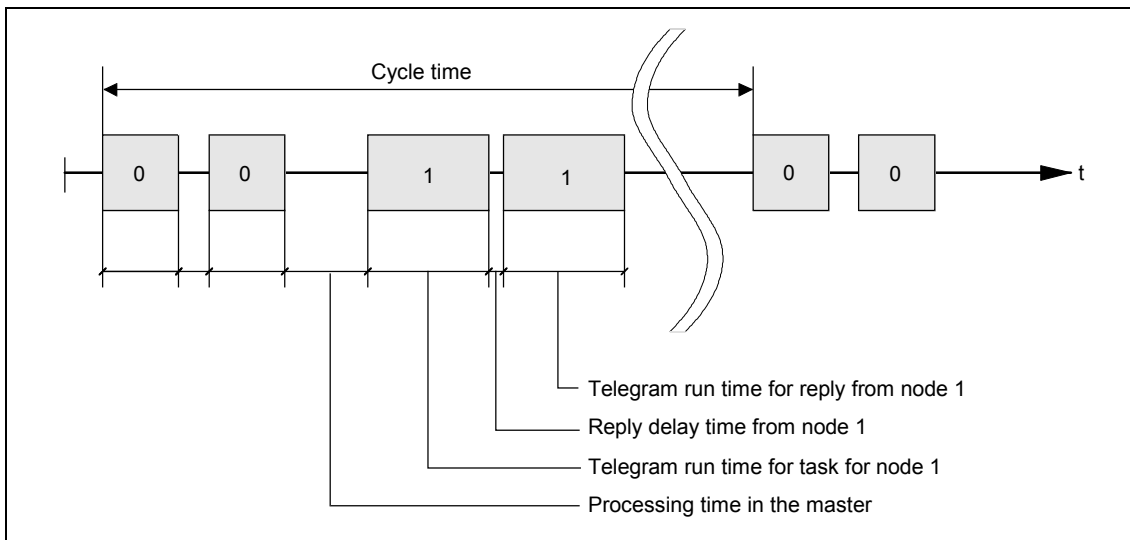 Cycle time
0 0 1 1 0 0 t
Telegram run time for reply from node 1
Reply delay time from node 1
Telegram run time for task for node 1
Processing time in the master